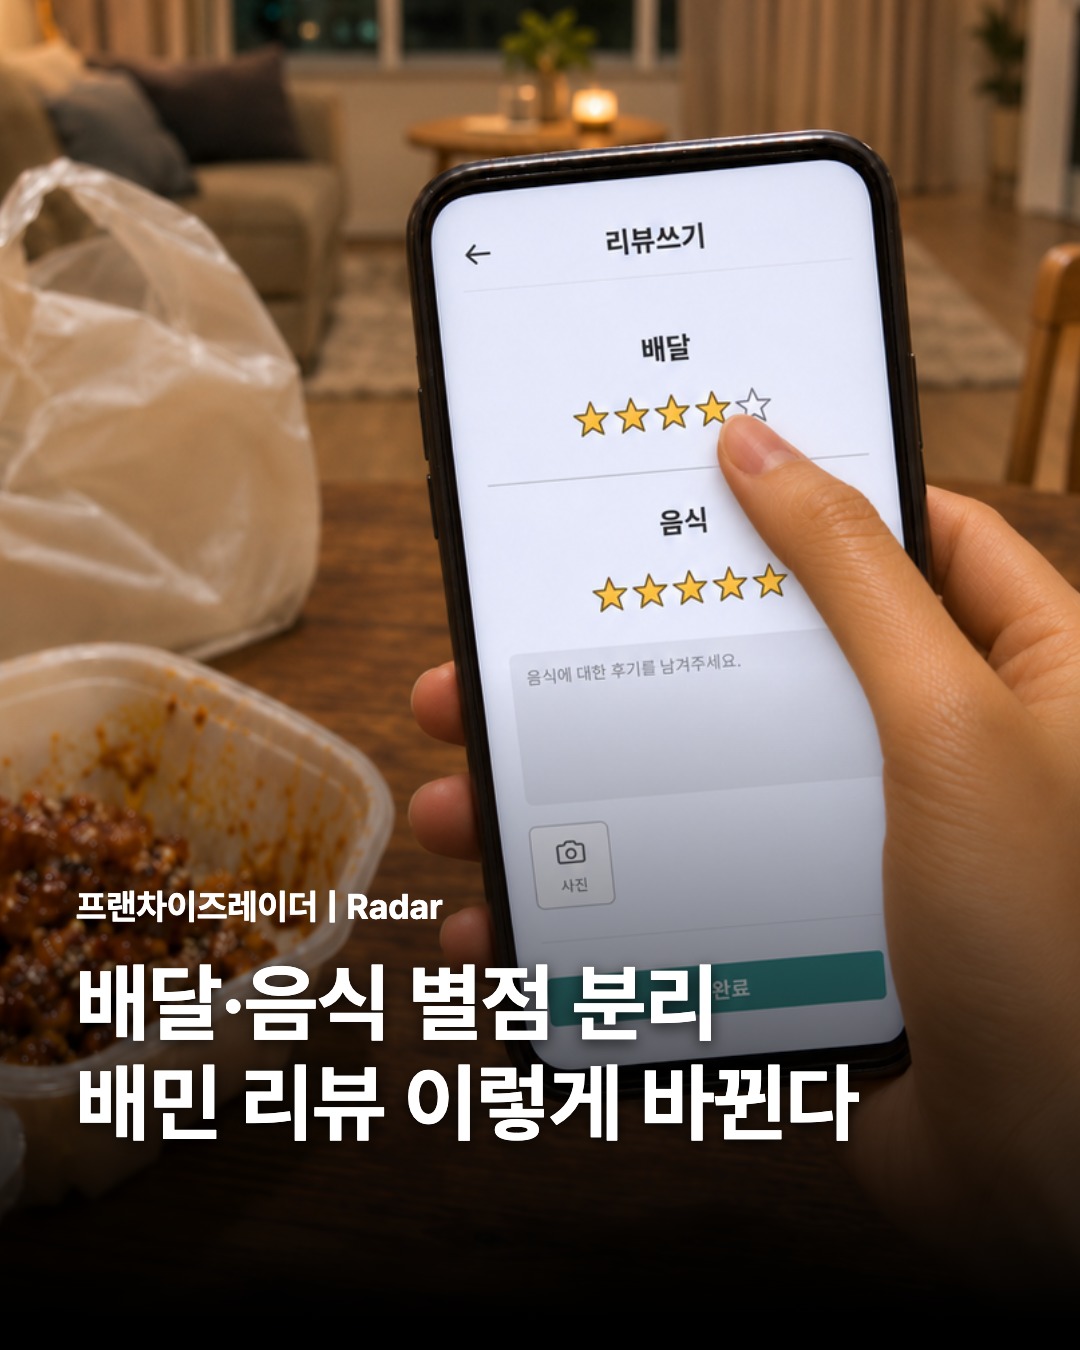 리뷰쓰기
배달
음식
음식에 대한 후기를 남겨주세요.
사진
완료
프랜차이즈레이더 | Radar
배달·음식 별점 분리
배민 리뷰 이렇게 바뀐다